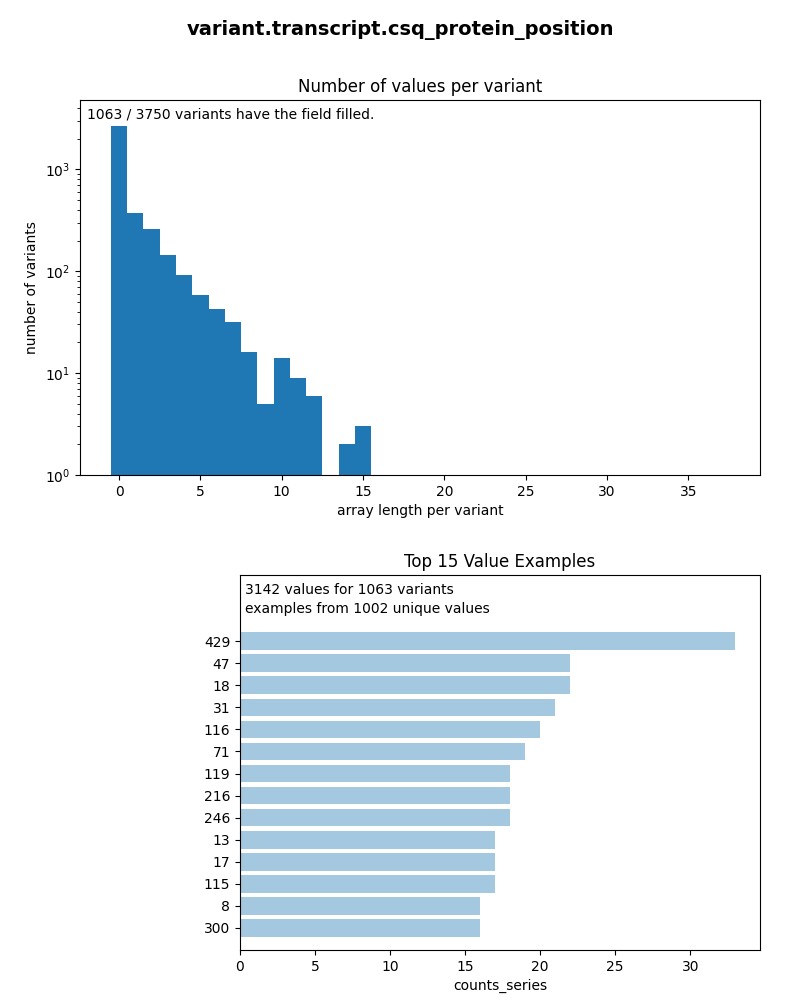 variant.transcript.csq_protein_position
Number of values per variant
1063 / 3750 variants have the field filled.
10³
10²
10¹
10⁰
number of variants
0 5 10 15 20 25 30 35
array length per variant
Top 15 Value Examples
3142 values for 1063 variants
examples from 1002 unique values
429
47
18
31
116
71
119
216
246
13
17
115
8
300
0 5 10 15 20 25 30
counts_series